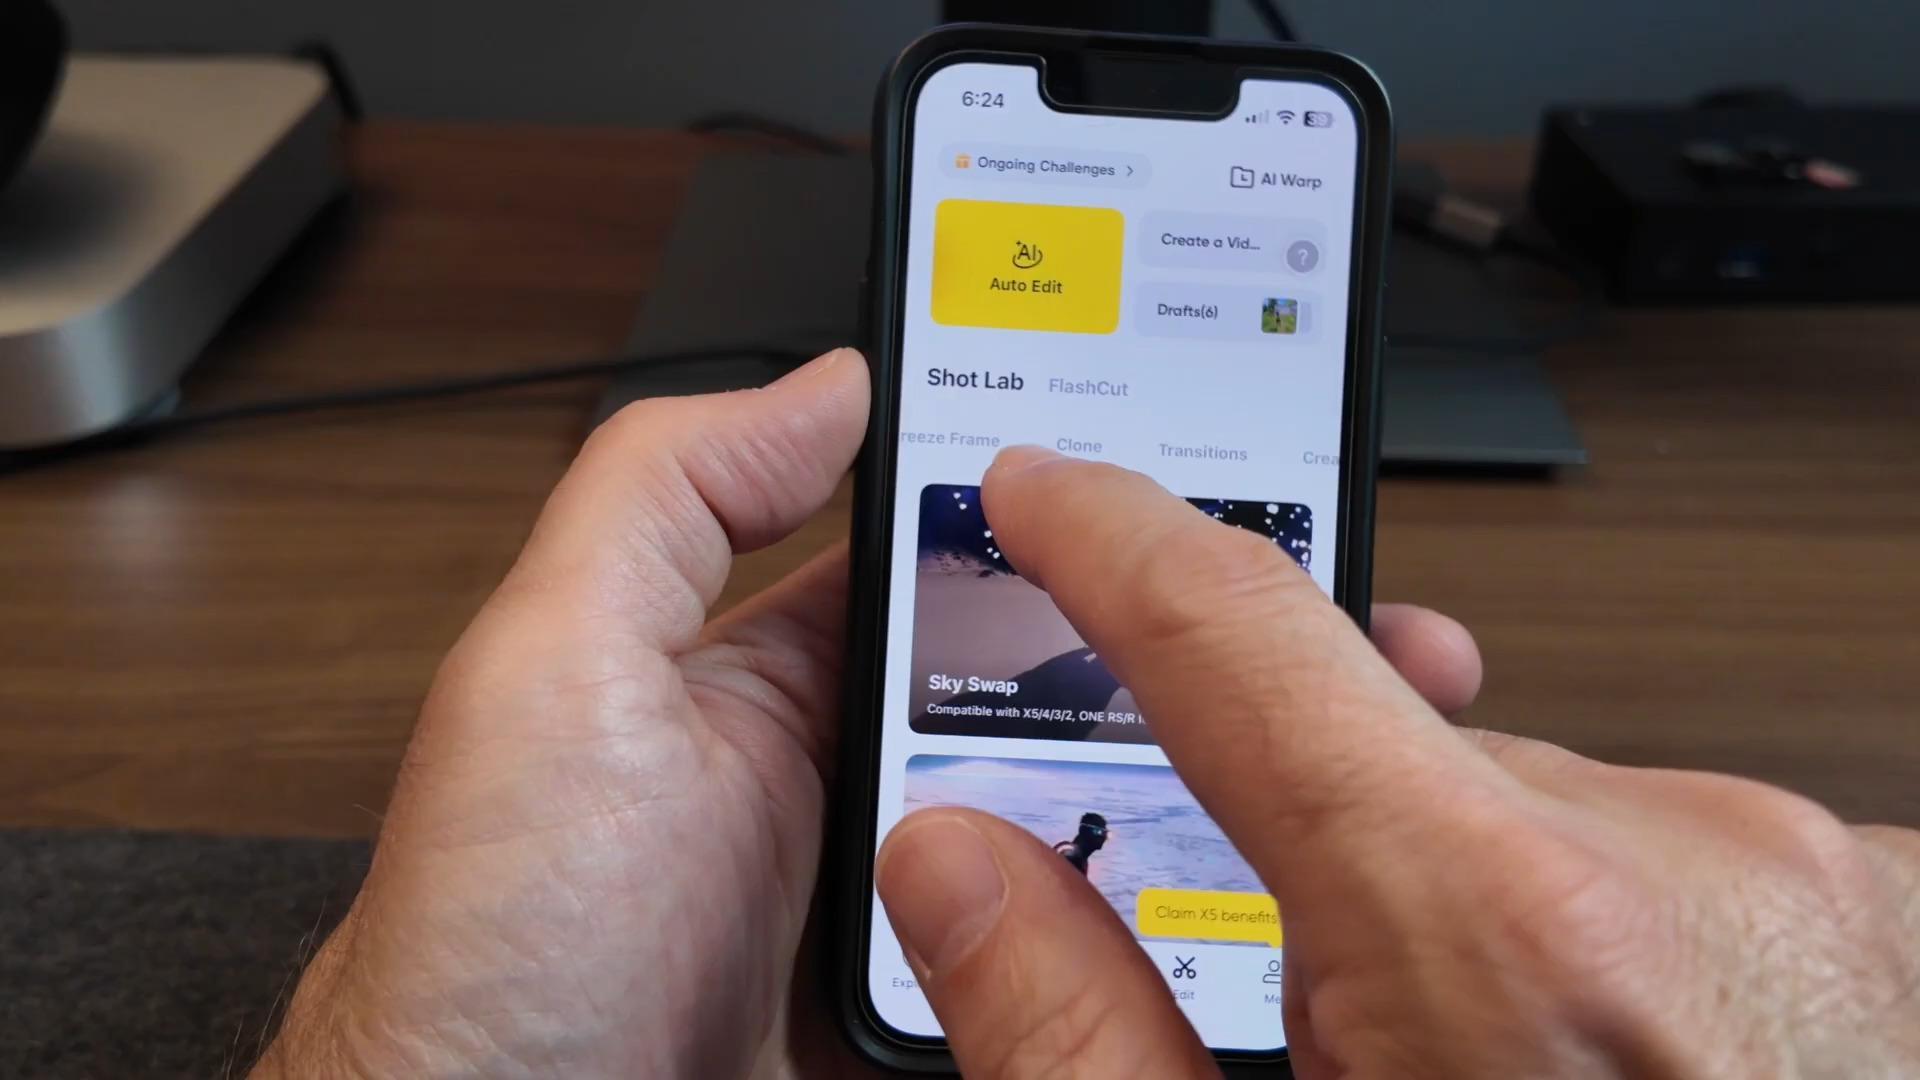 6:24
39
Ongoing Challenges
AI Warp
AI
Auto Edit
Create a Vid...
?
Drafts(6)
Shot Lab FlashCut
reeze Frame Clone Transitions Crea
Sky Swap
Compatible with X5/4/3/2, ONE RS/R
Claim X5 benefits
Expl Edit Me